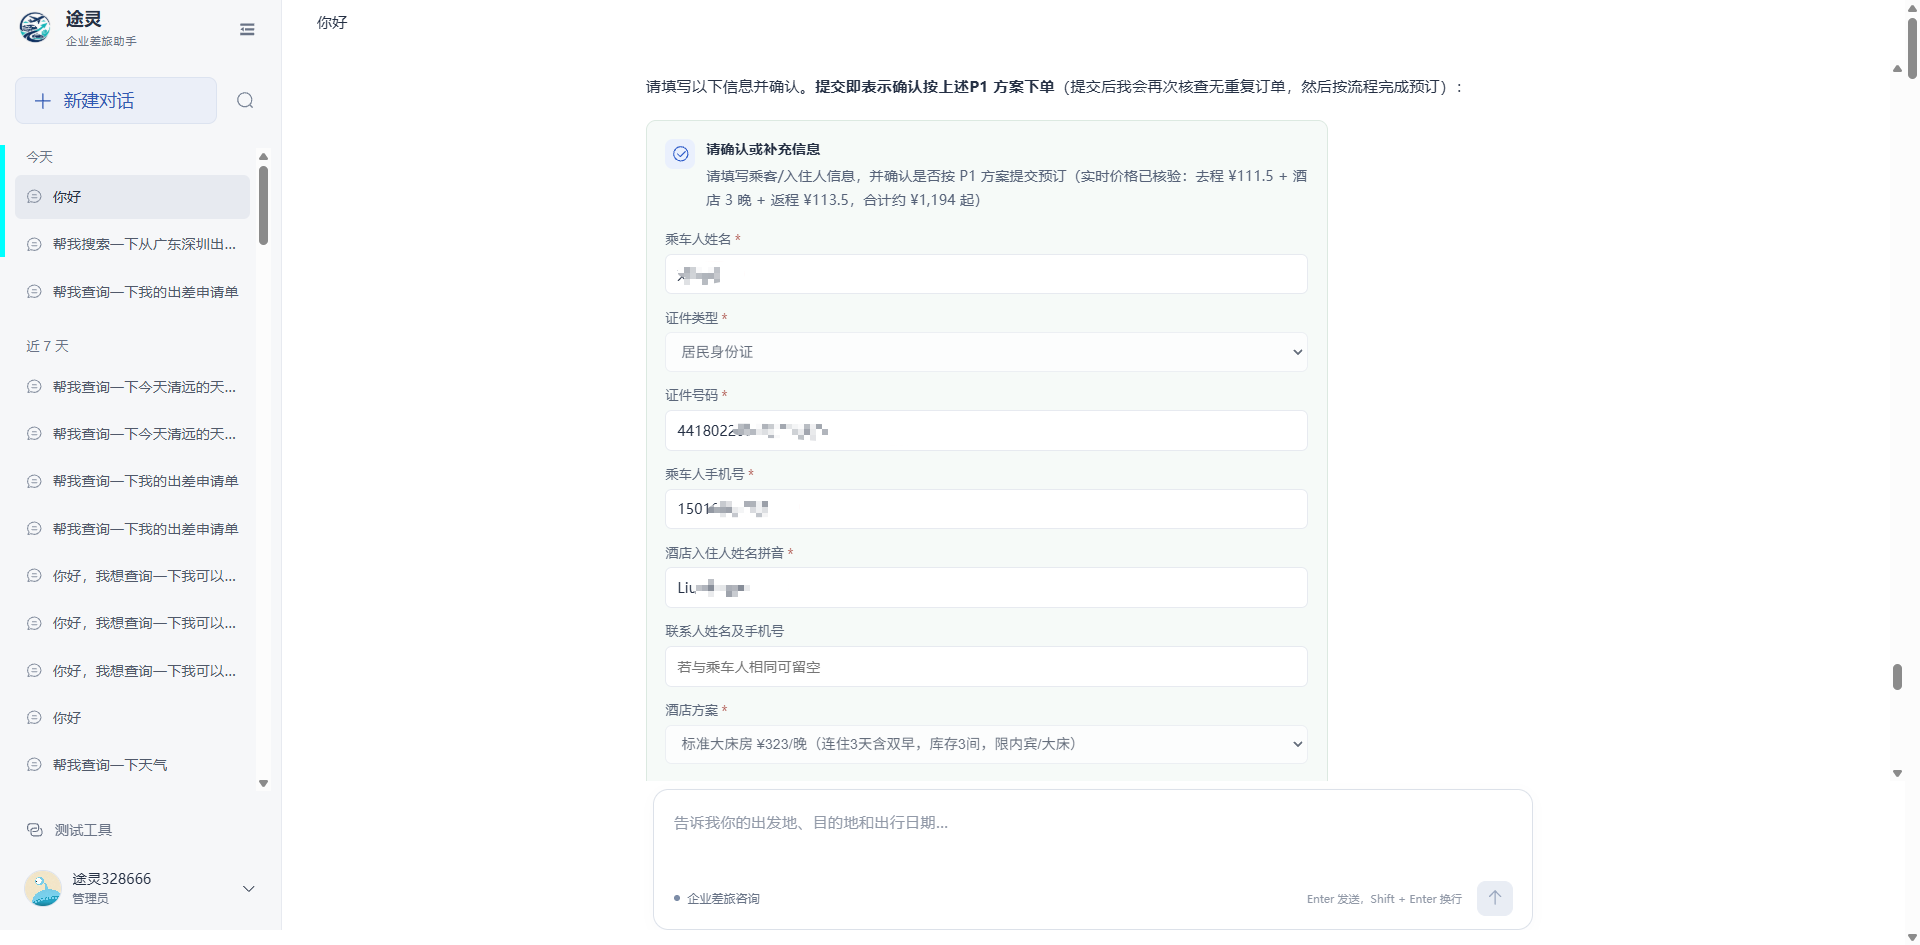 途灵
企业差旅助手
新建对话
今天
你好
帮我搜索一下从广东深圳出...
帮我查询一下我的出差申请单
近 7 天
帮我查询一下今天清远的天...
帮我查询一下今天清远的天...
帮我查询一下我的出差申请单
帮我查询一下我的出差申请单
你好，我想查询一下我可以...
你好，我想查询一下我可以...
你好，我想查询一下我可以...
你好
帮我查询一下天气
测试工具
途灵328666
管理员
你好
请填写以下信息并确认。提交即表示确认按上述P1 方案下单（提交后我会再次核查无重复订单，然后按流程完成预订）：
请确认或补充信息
请填写乘客/入住人信息，并确认是否按 P1 方案提交预订（实时价格已核验：去程 ¥111.5 + 酒
店 3 晚 + 返程 ¥113.5，合计约 ¥1,194 起）
乘车人姓名 *
证件类型 *
居民身份证
证件号码 *
441802
乘车人手机号 *
1501
酒店入住人姓名拼音 *
Liu
联系人姓名及手机号
若与乘车人相同可留空
酒店方案 *
标准大床房 ¥323/晚（连住3天含双早，库存3间，限内宾/大床）
告诉我你的出发地、目的地和出行日期...
企业差旅咨询
Enter 发送，Shift + Enter 换行